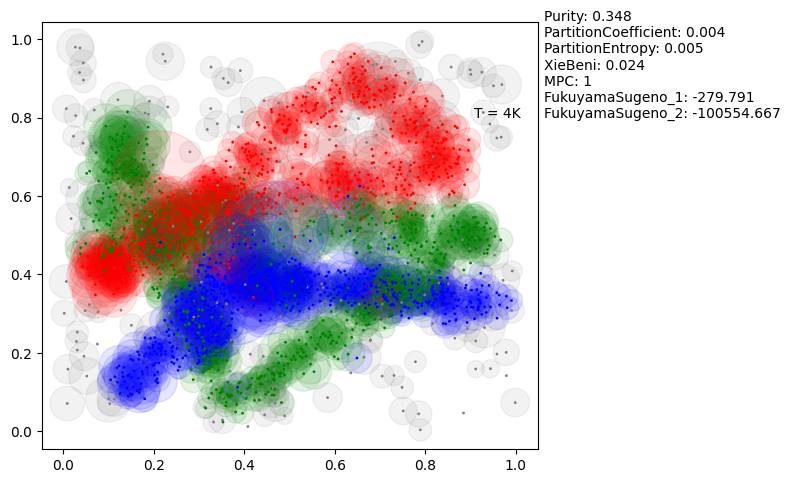 Purity: 0.348
PartitionCoefficient: 0.004
PartitionEntropy: 0.005
XieBeni: 0.024
MPC: 1
FukuyamaSugeno_1: -279.791
FukuyamaSugeno_2: -100554.667
T = 4K
1.0
0.8
0.6
0.4
0.2
0.0
0.0 0.2 0.4 0.6 0.8 1.0